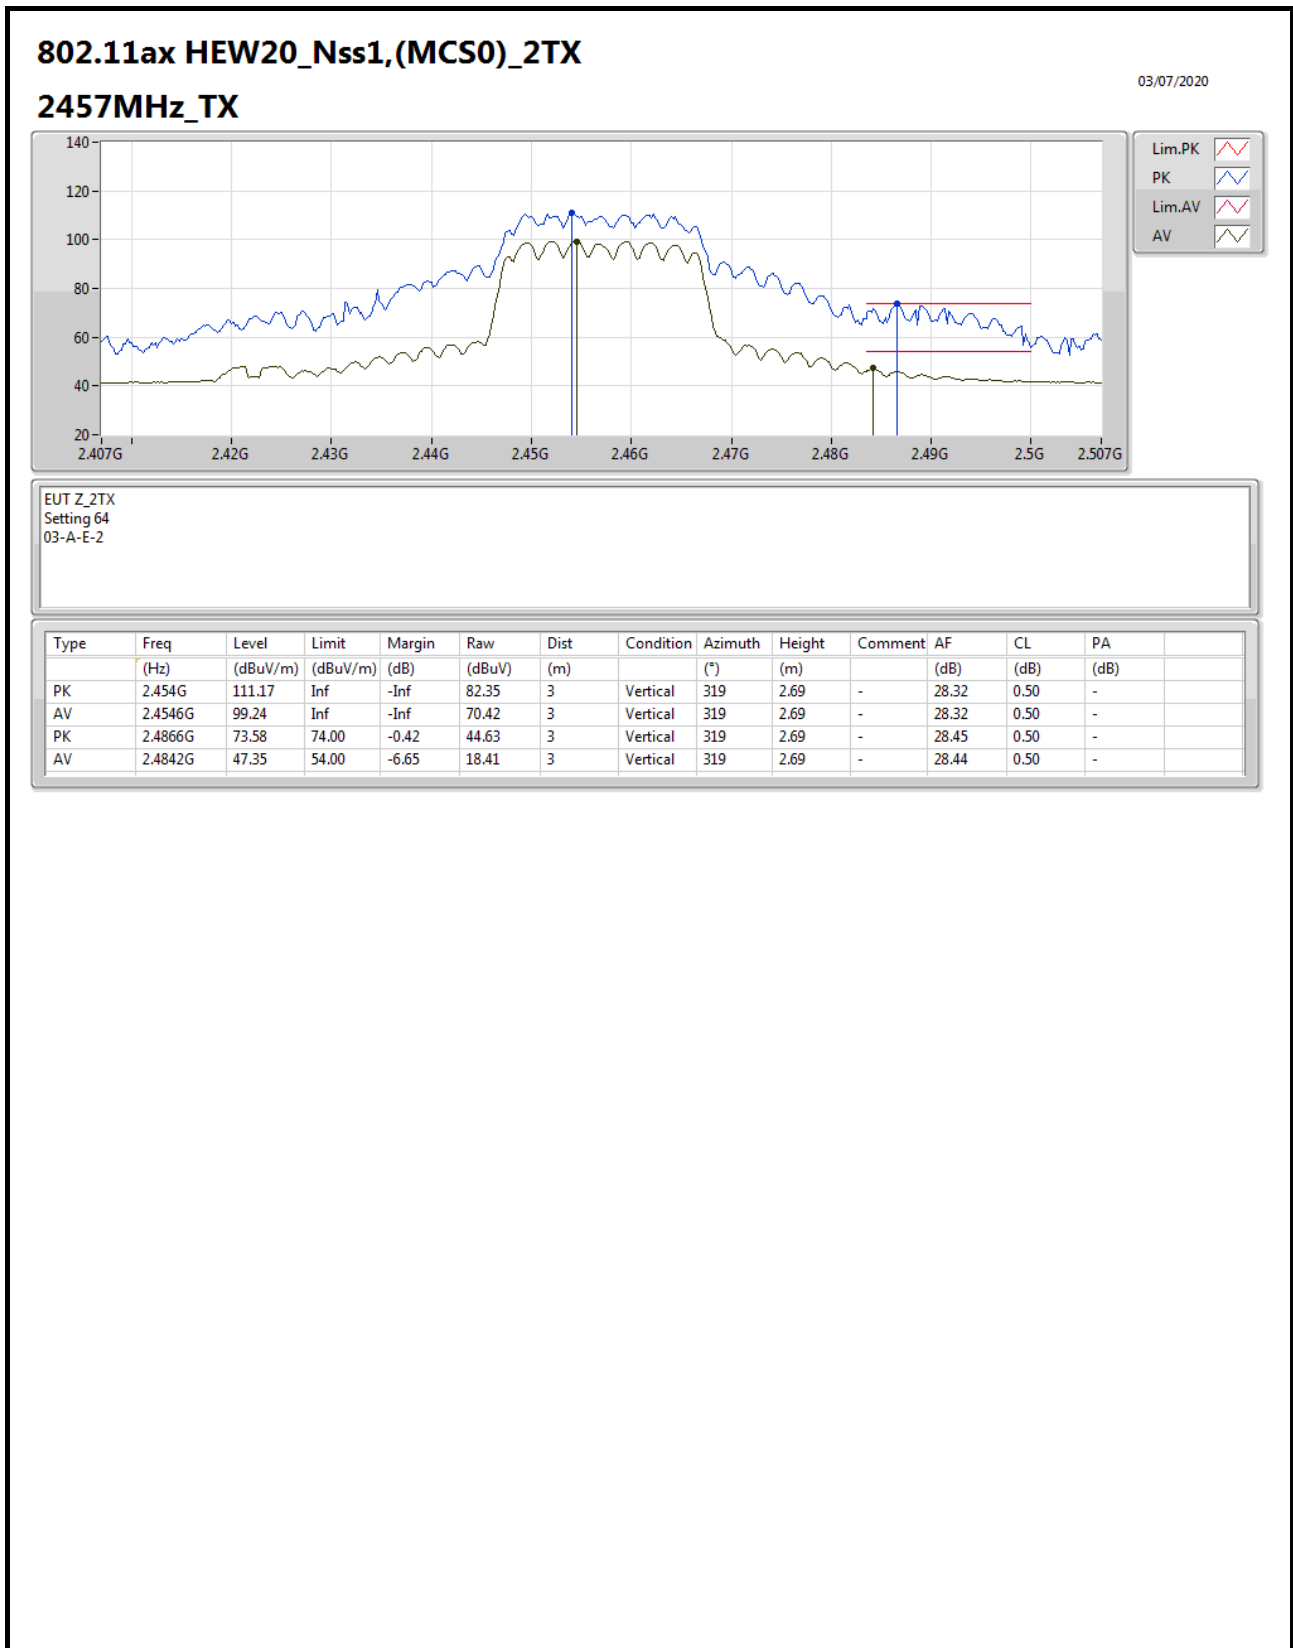 802.11ax HEW20_Nss1,(MCS0)_2TX
03/07/2020
2457MHz_TX
140
120
100
80
60
40
20
2.407G 2.42G 2.43G 2.44G 2.45G 2.46G 2.47G 2.48G 2.49G 2.5G 2.507G
Lim.PK
PK
Lim.AV
AV
EUT Z_2TX
Setting 64
03-A-E-2
Type Freq Level Limit Margin Raw Dist Condition Azimuth Height Comment AF CL PA
(Hz) (dBuV/m) (dBuV/m) (dB) (dBuV) (m) (°) (m) (dB) (dB) (dB)
PK 2.454G 111.17 Inf -Inf 82.35 3 Vertical 319 2.69 - 28.32 0.50 -
AV 2.4546G 99.24 Inf -Inf 70.42 3 Vertical 319 2.69 - 28.32 0.50 -
PK 2.4866G 73.58 74.00 -0.42 44.63 3 Vertical 319 2.69 - 28.45 0.50 -
AV 2.4842G 47.35 54.00 -6.65 18.41 3 Vertical 319 2.69 - 28.44 0.50 -